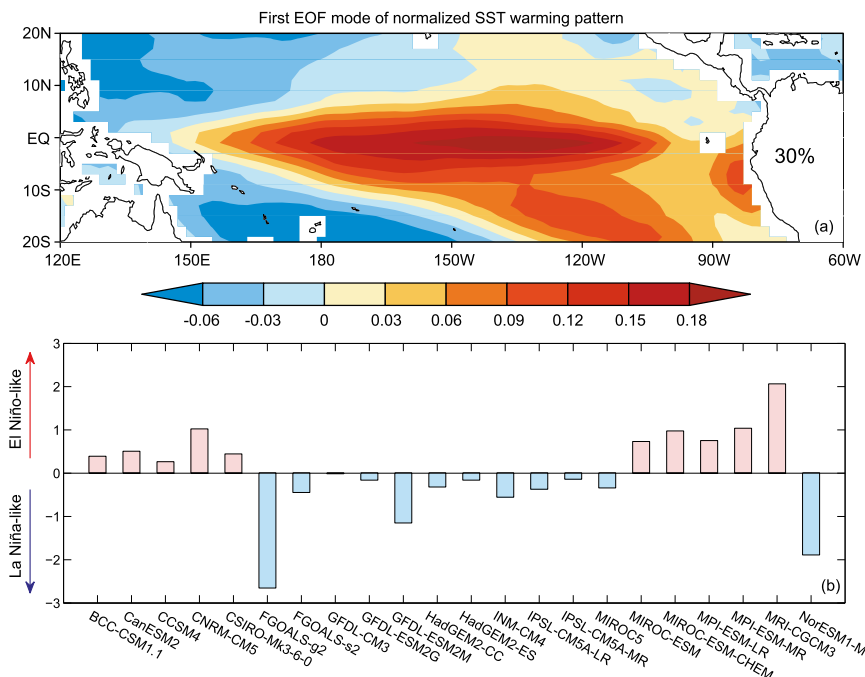 First EOF mode of normalized SST warming pattern
20N
10N
EQ
10S
20S
30%
(a)
120E 150E 180 150W 120W 90W 60W
-0.06 -0.03 0 0.03 0.06 0.09 0.12 0.15 0.18
El Niño-like
La Niña-like
3
2
1
0
-1
-2
-3
(b)
BCC-CSM1.1
CanESM2
CCSM4
CNRM-CM5
CSIRO-Mk3-6-0
FGOALS-g2
FGOALS-s2
GFDL-CM3
GFDL-ESM2G
GFDL-ESM2M
HadGEM2-CC
HadGEM2-ES
INM-CM4
IPSL-CM5A-LR
IPSL-CM5A-MR
MIROC5
MIROC-ESM
MIROC-ESM-CHEM
MPI-ESM-LR
MPI-ESM-MR
MRI-CGCM3
NorESM1-M